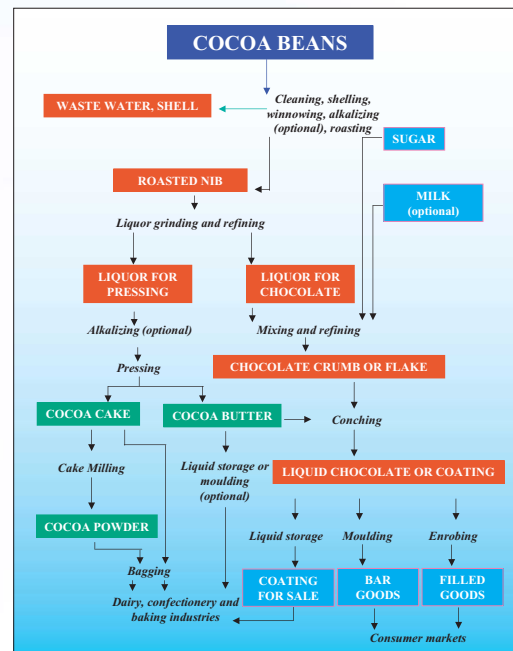 COCOA BEANS
WASTE WATER, SHELL
Cleaning, shelling,
winnowing, alkalizing
(optional), roasting
SUGAR
ROASTED NIB
MILK
(optional)
Liquor grinding and refining
LIQUOR FOR
PRESSING
LIQUOR FOR
CHOCOLATE
Alkalizing (optional)
Mixing and refining
Pressing
CHOCOLATE CRUMB OR FLAKE
COCOA CAKE
COCOA BUTTER
Conching
Cake Milling
Liquid storage or
moulding
(optional)
LIQUID CHOCOLATE OR COATING
COCOA POWDER
Liquid storage
Moulding
Enrobing
Bagging
COATING
FOR SALE
BAR
GOODS
FILLED
GOODS
Dairy, confectionery and
baking industries
Consumer markets